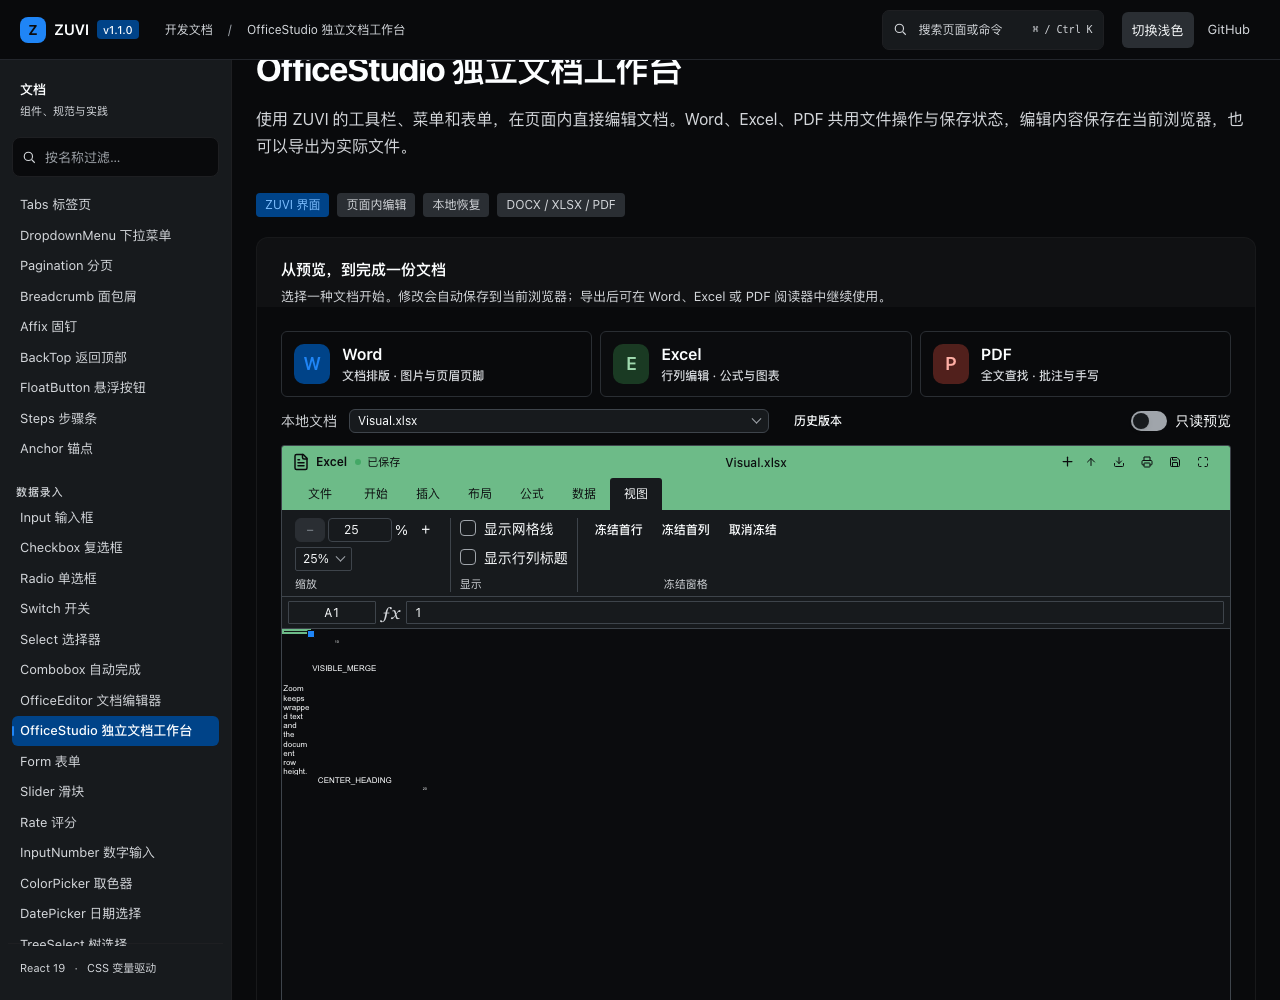 Z ZUVI v1.1.0 开发文档 / OfficeStudio 独立文档工作台 搜索页面或命令 ⌘ / Ctrl K 切换浅色 GitHub
文档
组件、规范与实践
按名称过滤...
Tabs 标签页
DropdownMenu 下拉菜单
Pagination 分页
Breadcrumb 面包屑
Affix 固钉
BackTop 返回顶部
FloatButton 悬浮按钮
Steps 步骤条
Anchor 锚点
数据录入
Input 输入框
Checkbox 复选框
Radio 单选框
Switch 开关
Select 选择器
Combobox 自动完成
OfficeEditor 文档编辑器
OfficeStudio 独立文档工作台
Form 表单
Slider 滑块
Rate 评分
InputNumber 数字输入
ColorPicker 取色器
DatePicker 日期选择
TreeSelect 树选择
React 19 · CSS 变量驱动
OfficeStudio 独立文档工作台
使用 ZUVI 的工具栏、菜单和表单，在页面内直接编辑文档。Word、Excel、PDF 共用文件操作与保存状态，编辑内容保存在当前浏览器，也
可以导出为实际文件。
ZUVI 界面 页面内编辑 本地恢复 DOCX / XLSX / PDF
从预览，到完成一份文档
选择一种文档开始。修改会自动保存到当前浏览器；导出后可在 Word、Excel 或 PDF 阅读器中继续使用。
W Word
文档排版 · 图片与页眉页脚
E Excel
行列编辑 · 公式与图表
P PDF
全文查找 · 批注与手写
本地文档 Visual.xlsx 历史版本 只读预览
Excel 已保存 Visual.xlsx
文件 开始 插入 布局 公式 数据 视图
− 25 % + 显示网格线 冻结首行 冻结首列 取消冻结
25% 显示行列标题
缩放 显示 冻结窗格
A1 fx 1
VISIBLE_MERGE
Zoom
keeps
wrappe
d text
and
the
docum
ent
row
height.
CENTER_HEADING